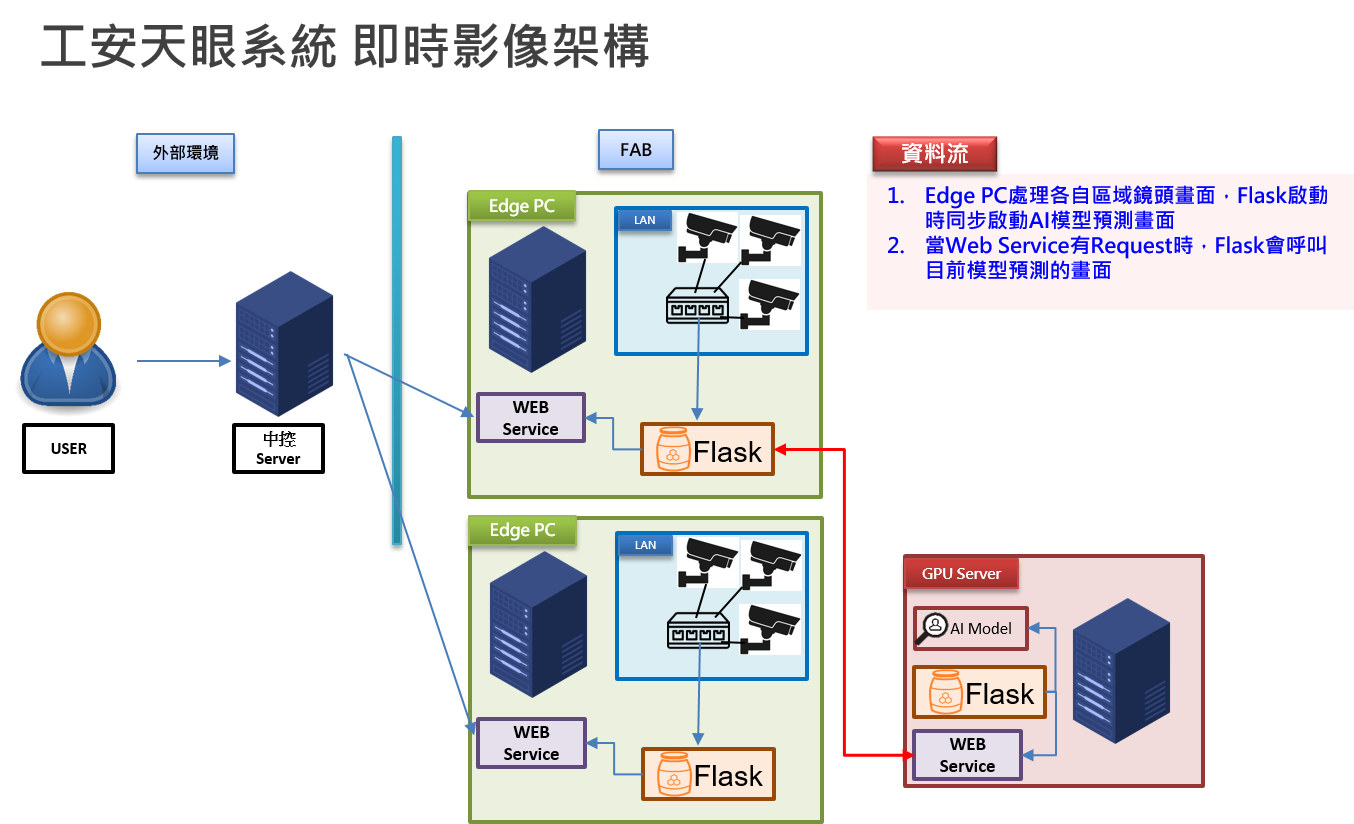 工安天眼系統 即時影像架構
外部環境
FAB
資料流
1. Edge PC處理各自區域鏡頭畫面，Flask啟動
時同步啟動AI模型預測畫面
2. 當Web Service有Request時，Flask會呼叫
目前模型預測的畫面
Edge PC
LAN
WEB
Service
Flask
USER
中控
Server
Edge PC
LAN
WEB
Service
Flask
GPU Server
AI Model
Flask
WEB
Service